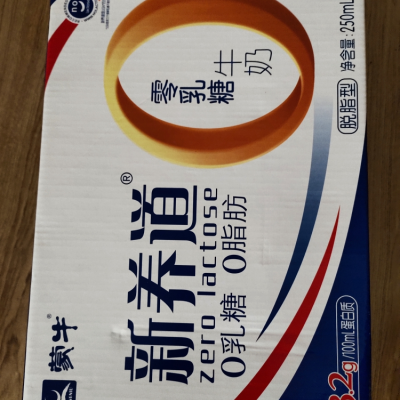 蒙牛
新养道®
zero lactose
0乳糖 0脂肪
零乳糖
牛奶
脱脂型
净含量:250mL
3.2g/100mL蛋白质